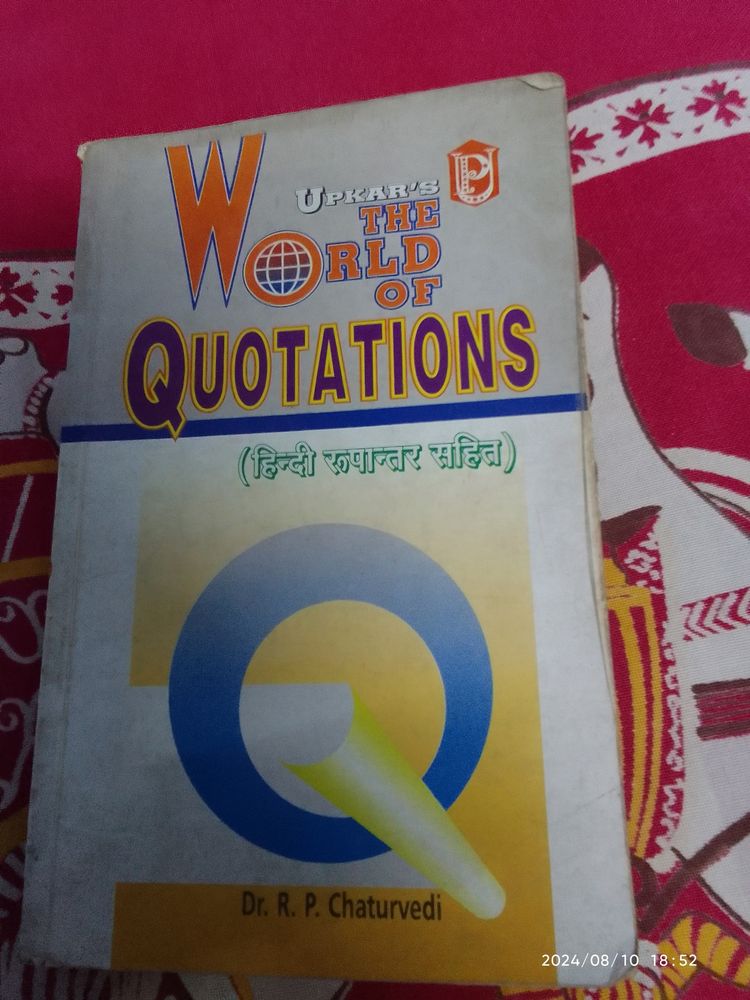 UPKAR'S
THE
WORLD
OF
QUOTATIONS
(हिन्दी रूपान्तर सहित)
Dr. R. P. Chaturvedi
2024/08/10 18:52